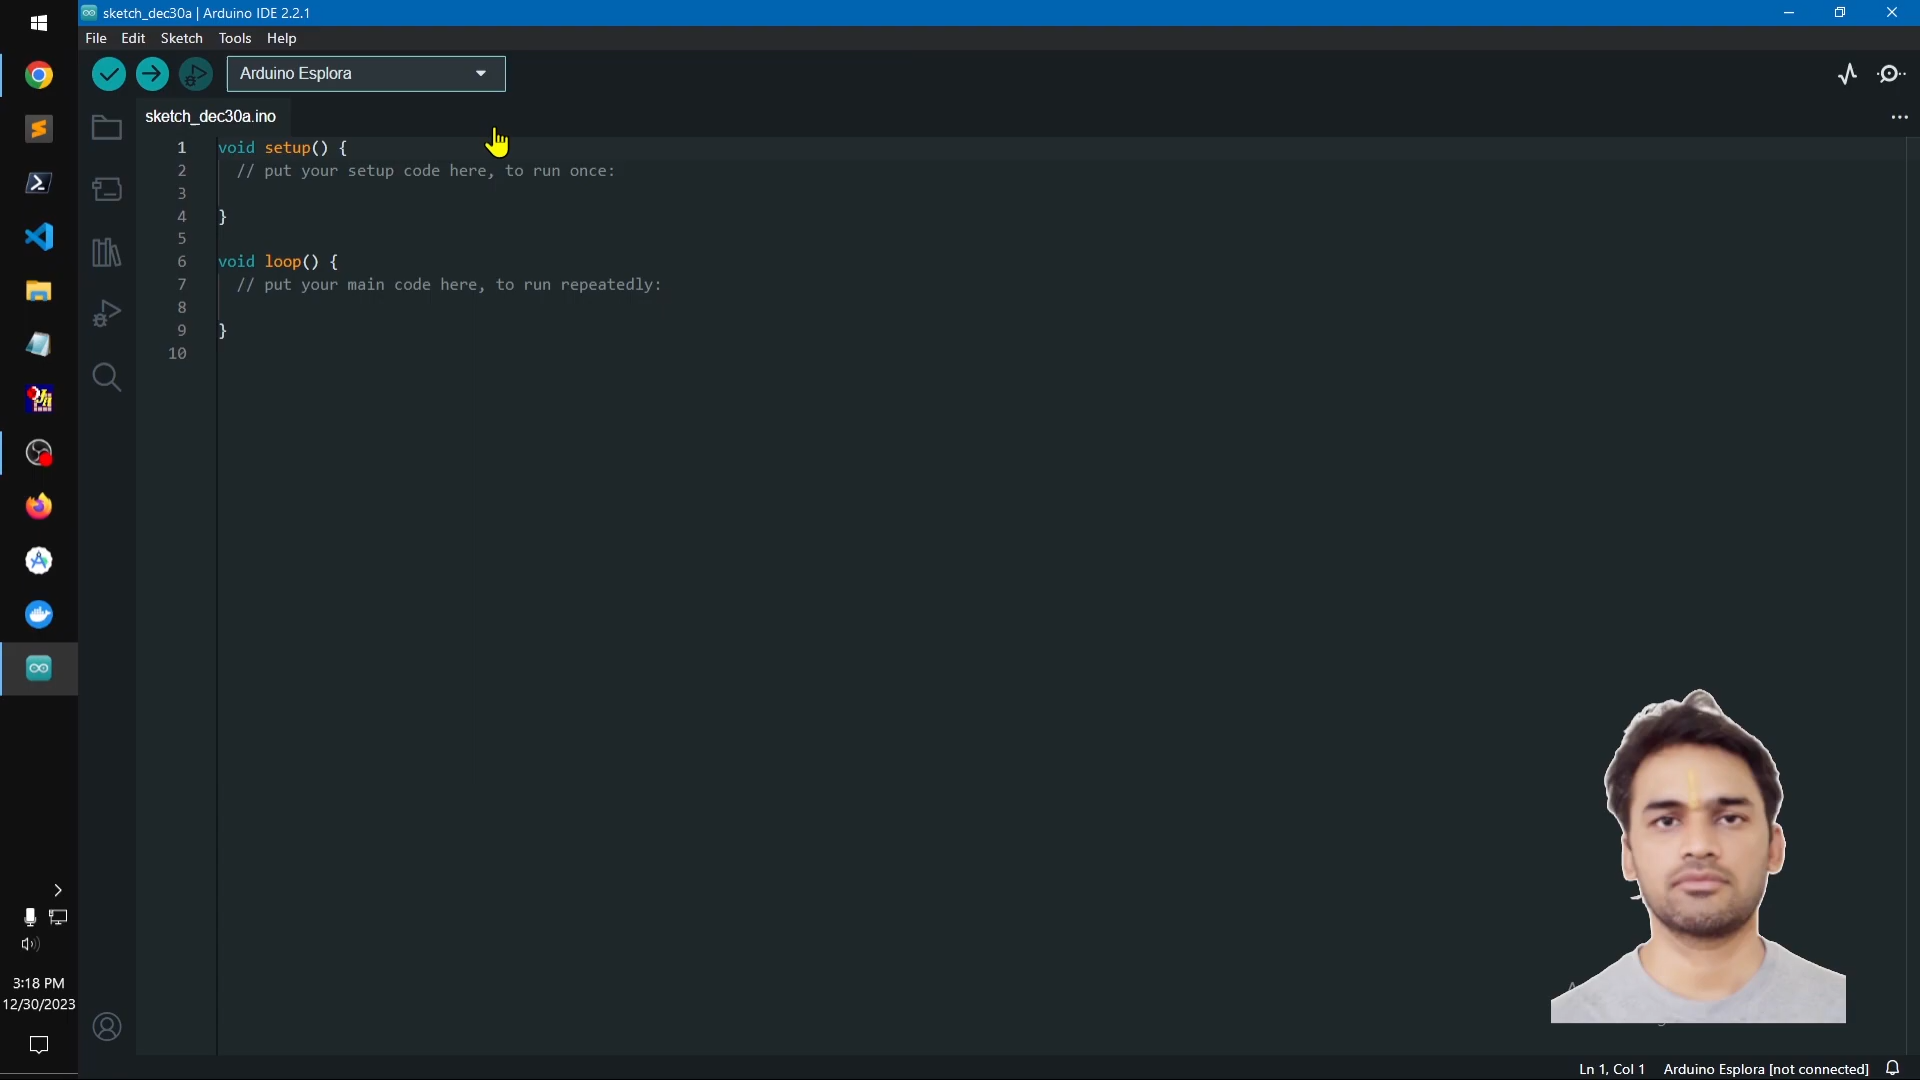 sketch_dec30a | Arduino IDE 2.2.1
File Edit Sketch Tools Help
Arduino Esplora
sketch_dec30a.ino
1 void setup() {
2 // put your setup code here, to run once:
3
4 }
5
6 void loop() {
7 // put your main code here, to run repeatedly:
8
9 }
10
3:18 PM
12/30/2023
Ln 1, Col 1 Arduino Esplora [not connected]